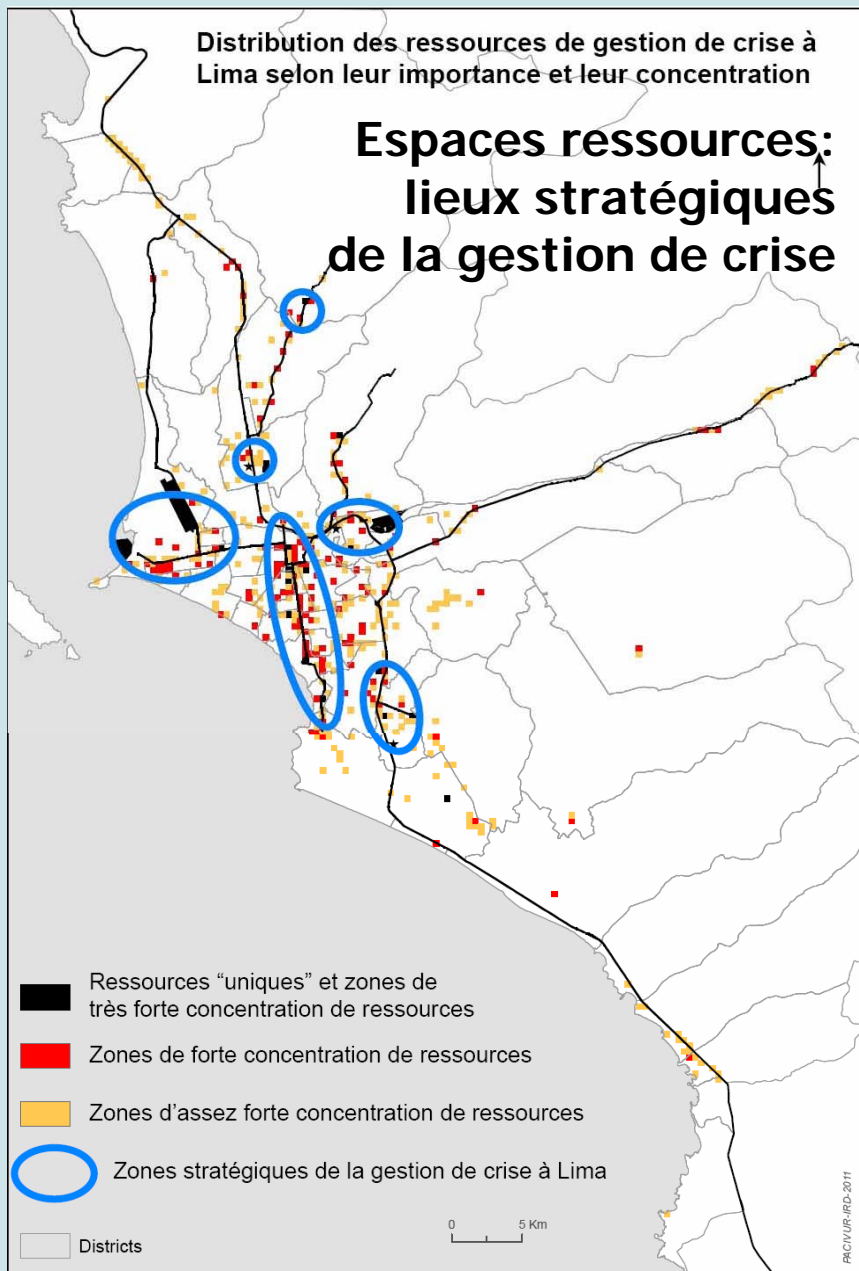 Distribution des ressources de gestion de crise à
Lima selon leur importance et leur concentration
Espaces ressources:
lieux stratégiques
de la gestion de crise
Ressources “uniques” et zones de
très forte concentration de ressources
Zones de forte concentration de ressources
Zones d'assez forte concentration de ressources
Zones stratégiques de la gestion de crise à Lima
Districts
0 5 Km
PACIVUR-IRD-2011